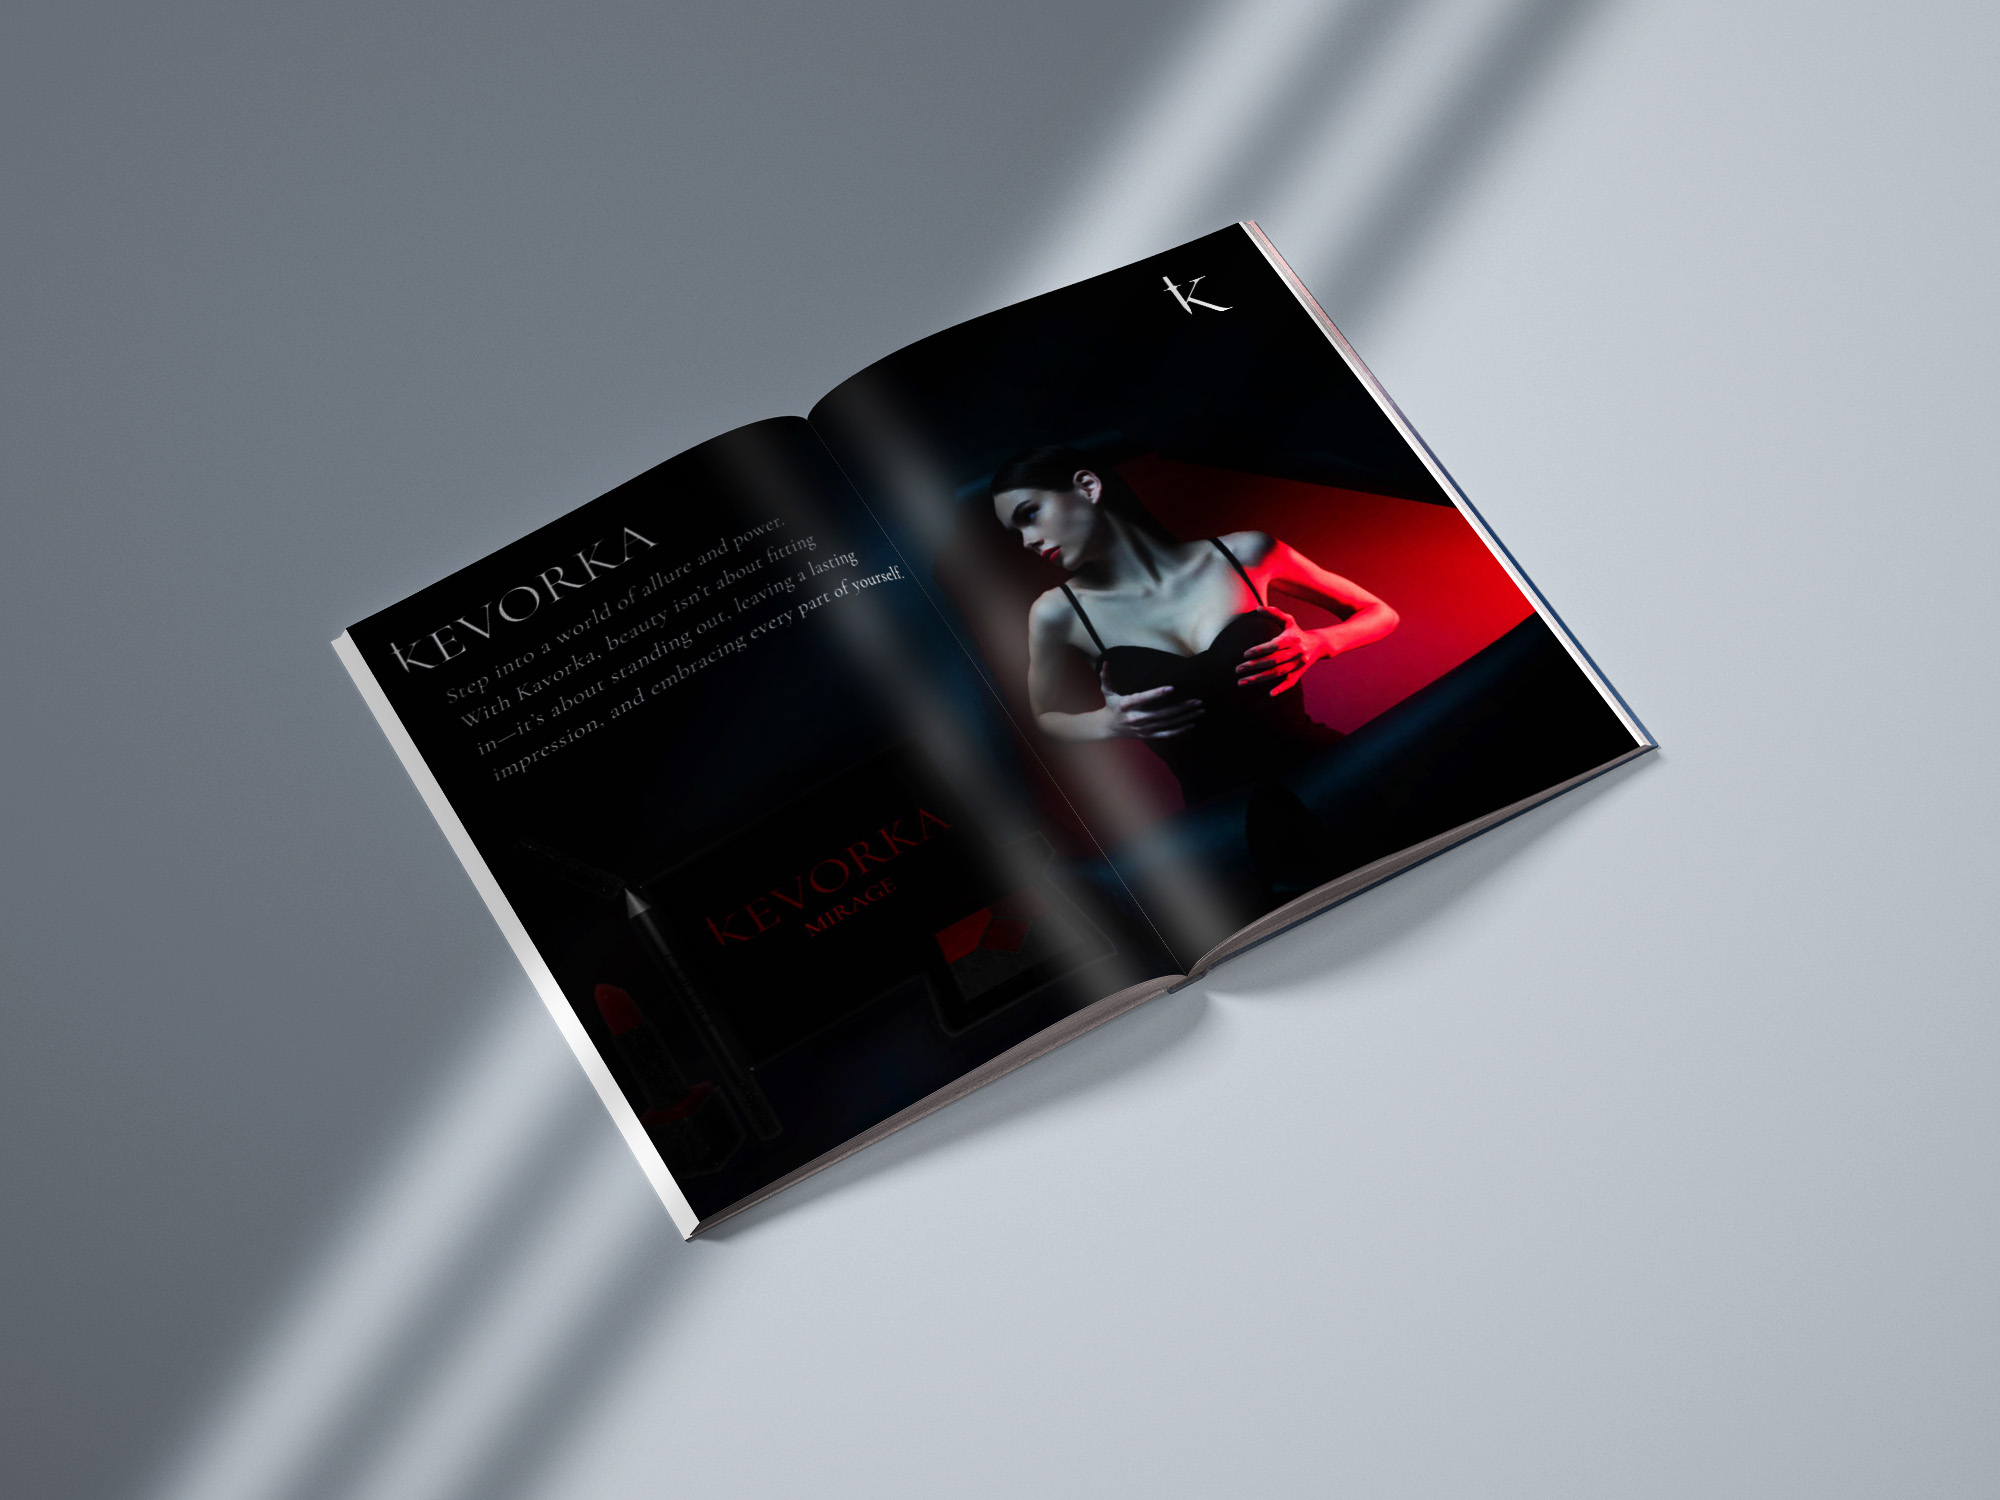 KEVORKA
Step into a world of allure and power.
With Kavorka, beauty isn't about fitting
in—it's about standing out, leaving a lasting
impression, and embracing every part of yourself.
KEVORKA
MIRAGE
K